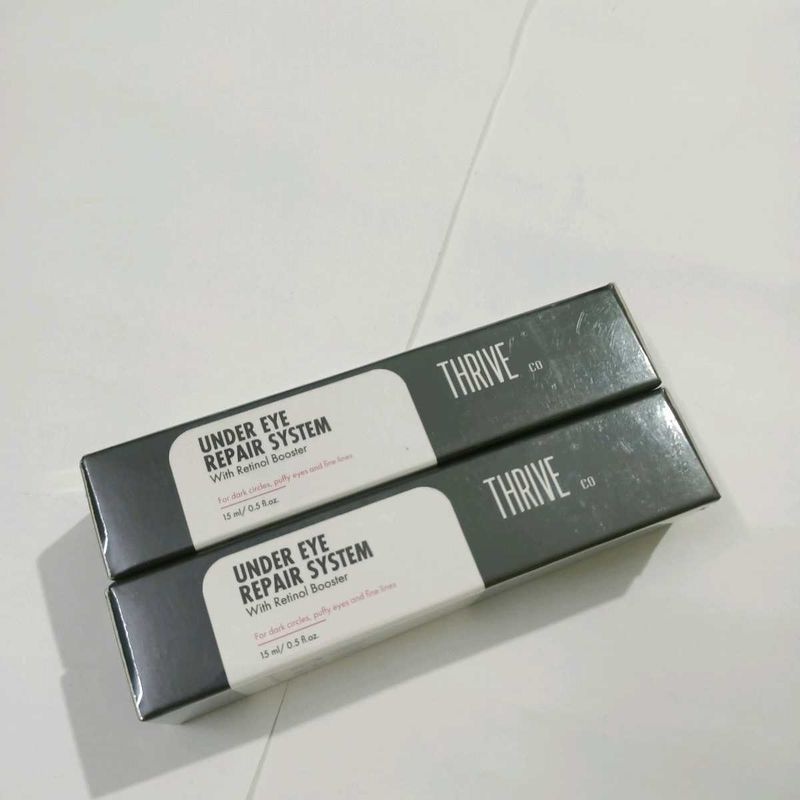 THRIVE co
UNDER EYE
REPAIR SYSTEM
With Retinol Booster
For dark circles, puffy eyes and fine lines
15 ml/ 0.5 fl.oz.
THRIVE co
UNDER EYE
REPAIR SYSTEM
With Retinol Booster
For dark circles, puffy eyes and fine lines
15 ml/ 0.5 fl.oz.